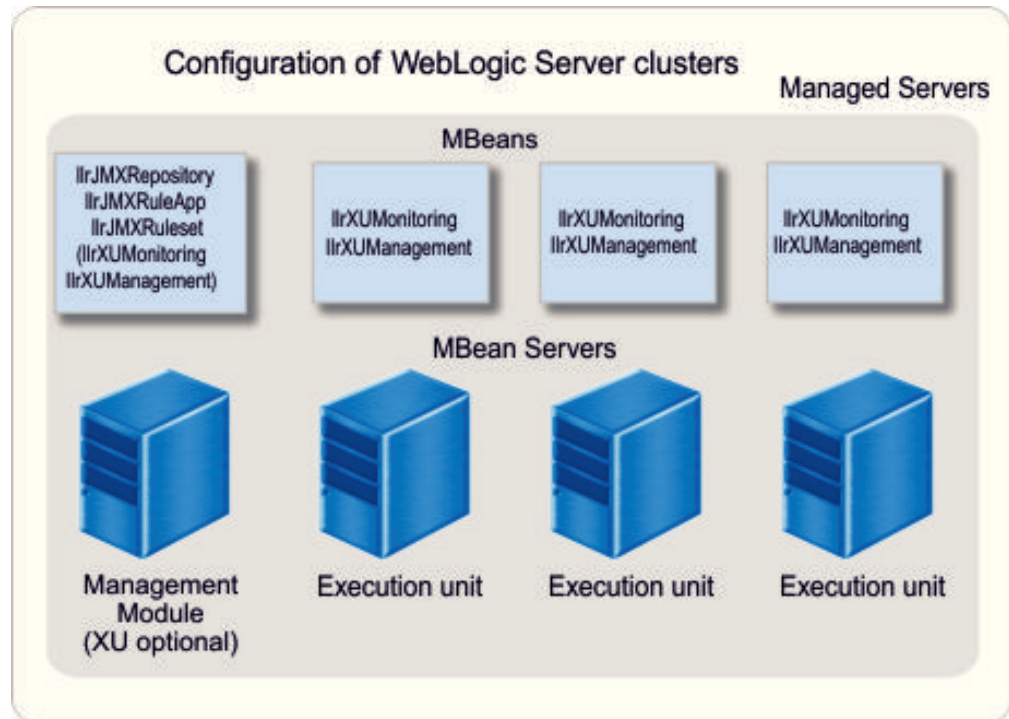 Configuration of WebLogic Server clusters
Managed Servers
MBeans
IlrJMXRepository
IlrJMXRuleApp
IlrJMXRuleset
(IlrXUMonitoring
IlrXUManagement)
IlrXUMonitoring
IlrXUManagement
IlrXUMonitoring
IlrXUManagement
IlrXUMonitoring
IlrXUManagement
MBean Servers
Management
Module
(XU optional)
Execution unit
Execution unit
Execution unit